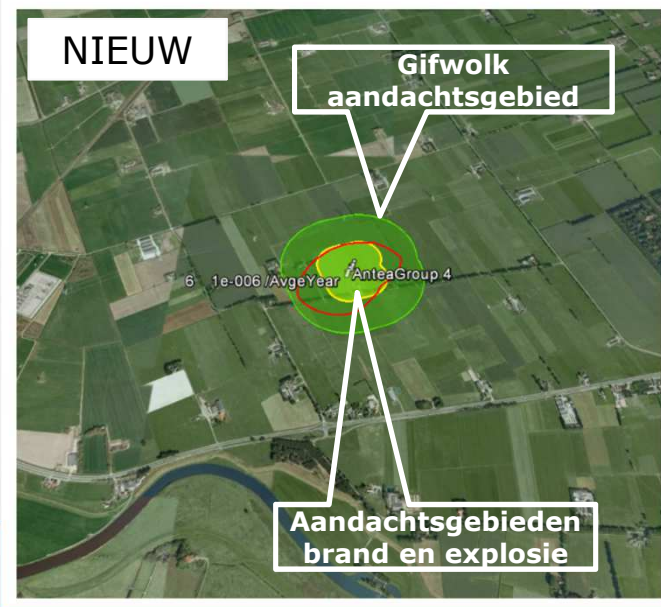 NIEUW
Gifwolk
aandachtsgebied
6 1e-006 /AvgeYear AnteaGroup 4
Aandachtsgebieden
brand en explosie